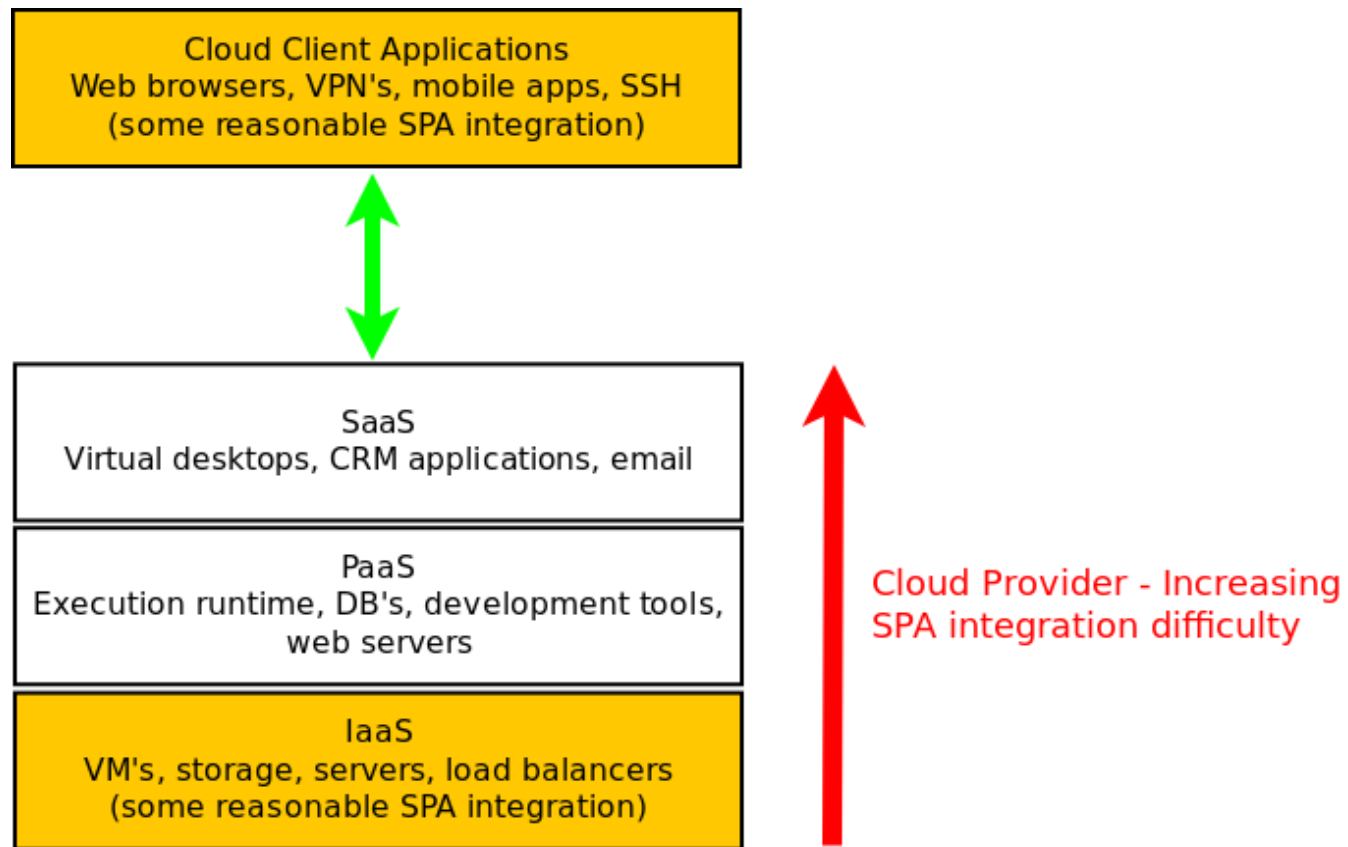 Cloud Client Applications
Web browsers, VPN's, mobile apps, SSH
(some reasonable SPA integration)
SaaS
Virtual desktops, CRM applications, email
PaaS
Execution runtime, DB's, development tools,
web servers
IaaS
VM's, storage, servers, load balancers
(some reasonable SPA integration)
Cloud Provider - Increasing
SPA integration difficulty